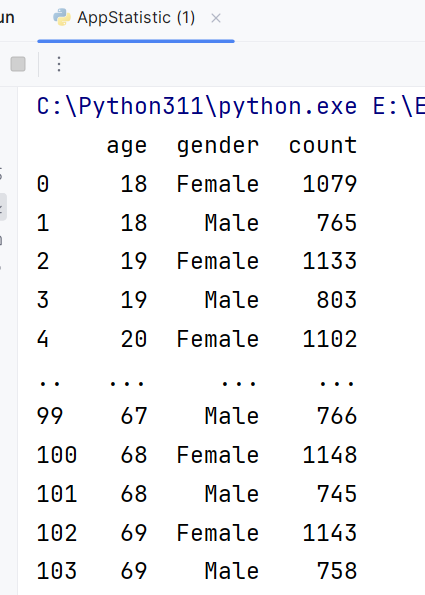 un AppStatistic (1)
C:\Python311\python.exe E:\E
age gender count
0 18 Female 1079
1 18 Male 765
2 19 Female 1133
3 19 Male 803
4 20 Female 1102
.. ... ... ...
99 67 Male 766
100 68 Female 1148
101 68 Male 745
102 69 Female 1143
103 69 Male 758